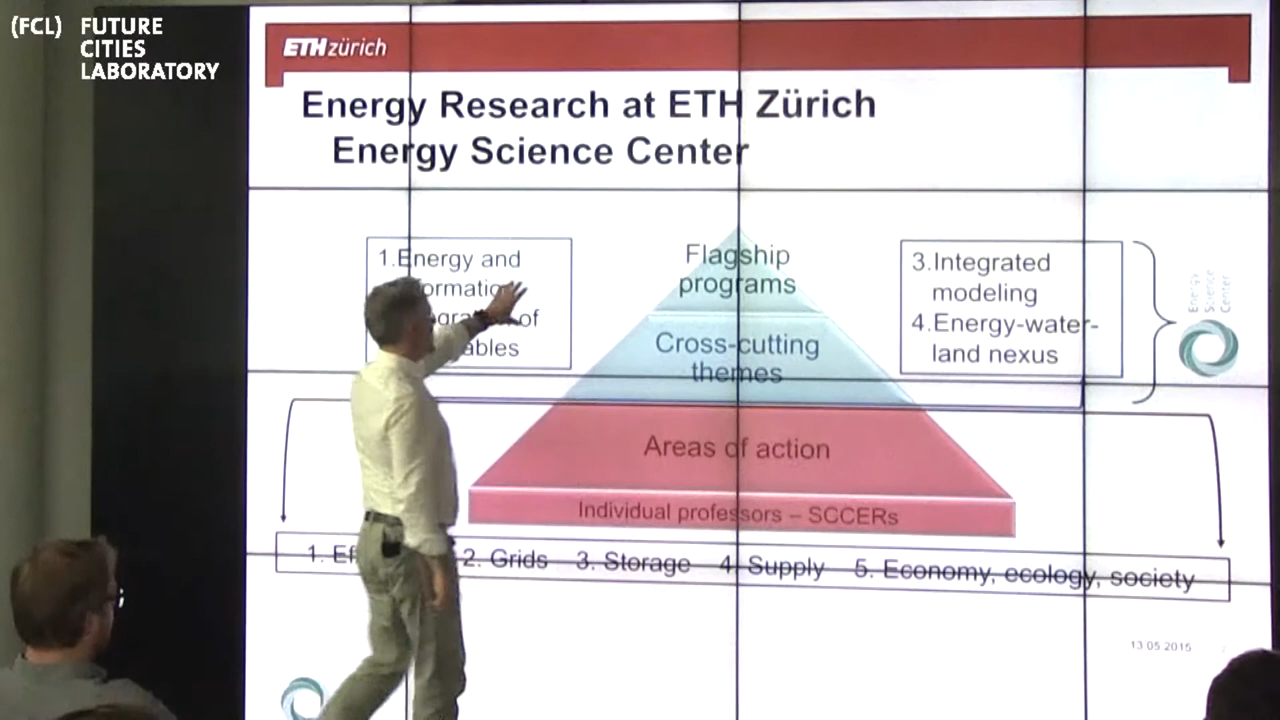 (FCL) FUTURE
CITIES
LABORATORY
ETH zürich
Energy Research at ETH Zürich
Energy Science Center
1.Energy and
of
Flagship
programs
Cross-cutting
themes
3.Integrated
modeling
4.Energy-water-
land nexus
Energy
Science
Center
Areas of action
Individual professors – SCCERs
1. 2. Grids 3. Storage 4. Supply 5. Economy, ecology, society
13 05 2015